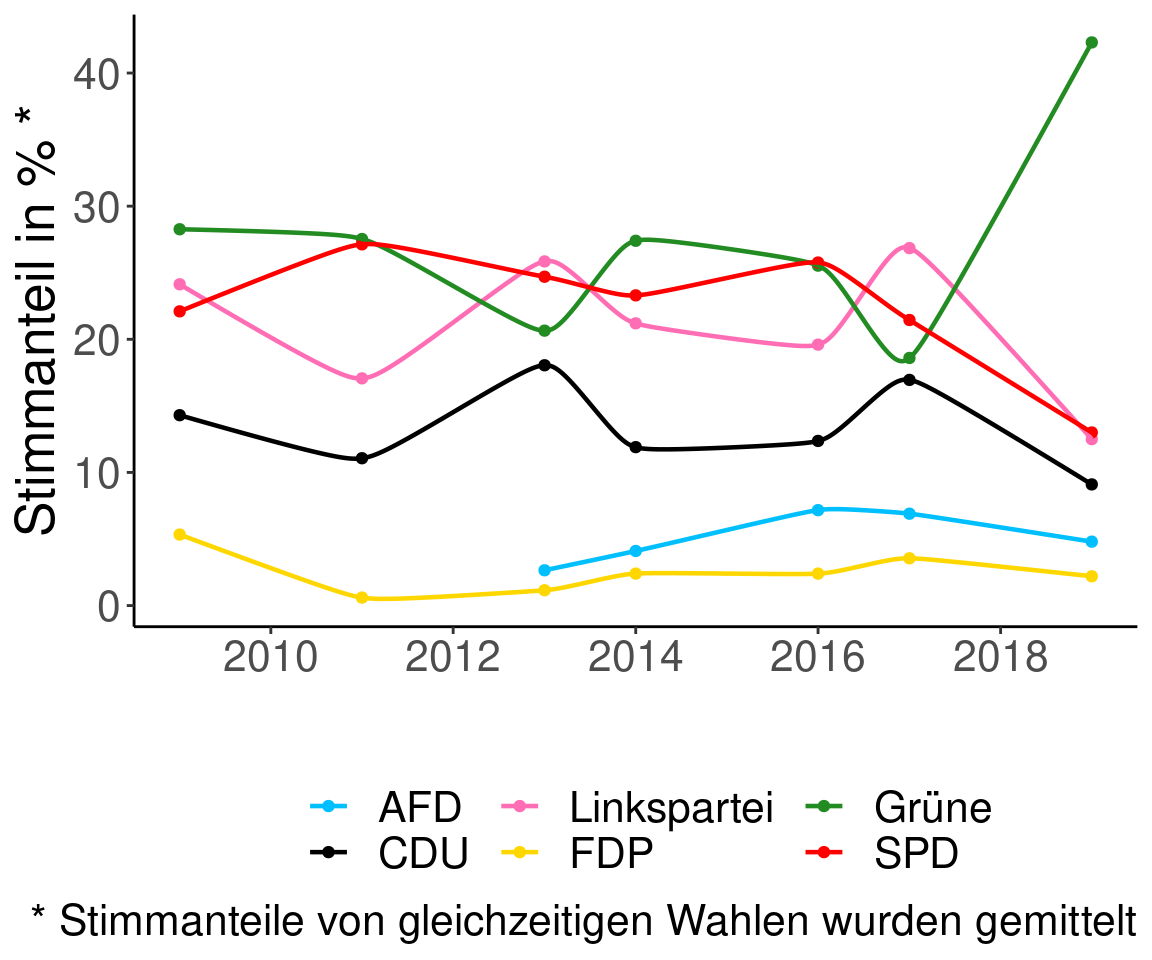 Stimmanteil in % *
40
30
20
10
0
2010 2012 2014 2016 2018
AFD Linkspartei Grüne
CDU FDP SPD
* Stimmanteile von gleichzeitigen Wahlen wurden gemittelt